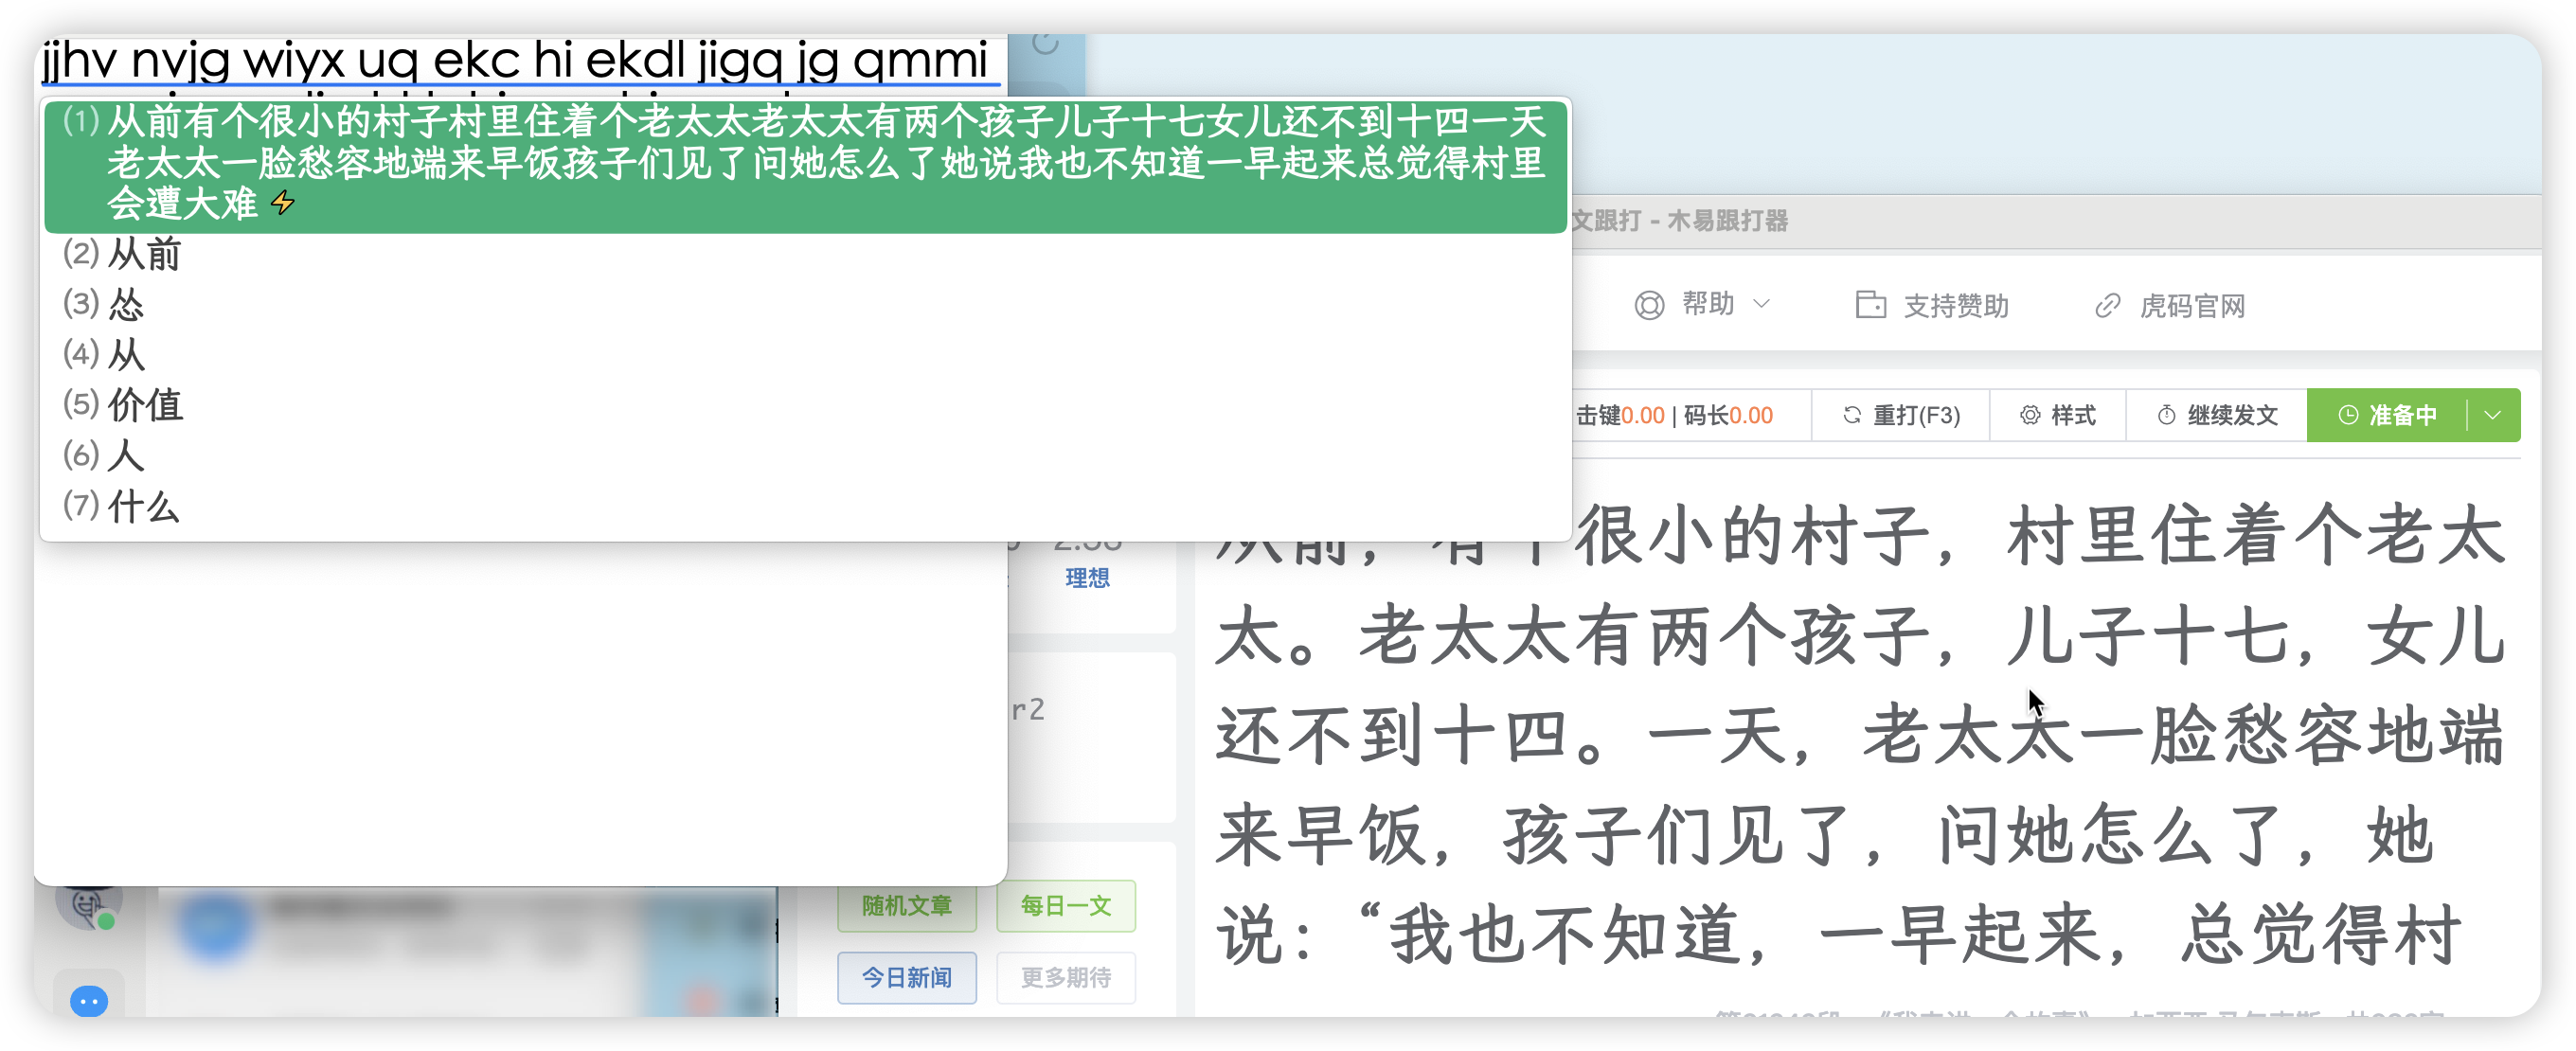 jjhv nvjg wiyx uq ekc hi ekdl jigq jg qmmi
(1) 从前有个很小的村子村里住着个老太太老太太有两个孩子儿子十七女儿还不到十四一天
老太太一脸愁容地端来早饭孩子们见了问她怎么了她说我也不知道一早起来总觉得村里
会遭大难⚡
(2) 从前
(3) 怂
(4) 从
(5) 价值
(6) 人
(7) 什么
文跟打 - 木易跟打器
帮助 支持赞助 虎码官网
击键0.00 | 码长0.00 重打(F3) 样式 继续发文 准备中
理想
r2
随机文章 每日一文
今日新闻 更多期待
从前，有个很小的村子，村里住着个老太
太。老太太有两个孩子，儿子十七，女儿
还不到十四。一天，老太太一脸愁容地端
来早饭，孩子们见了，问她怎么了，她
说：“我也不知道，一早起来，总觉得村